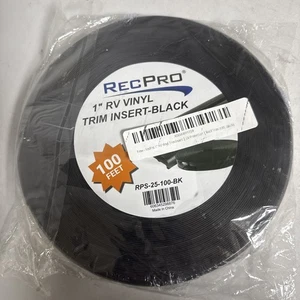 RECPRO®
1" RV VINYL
TRIM INSERT-BLACK
100
FEET
RPS-25-100-BK
Made in China